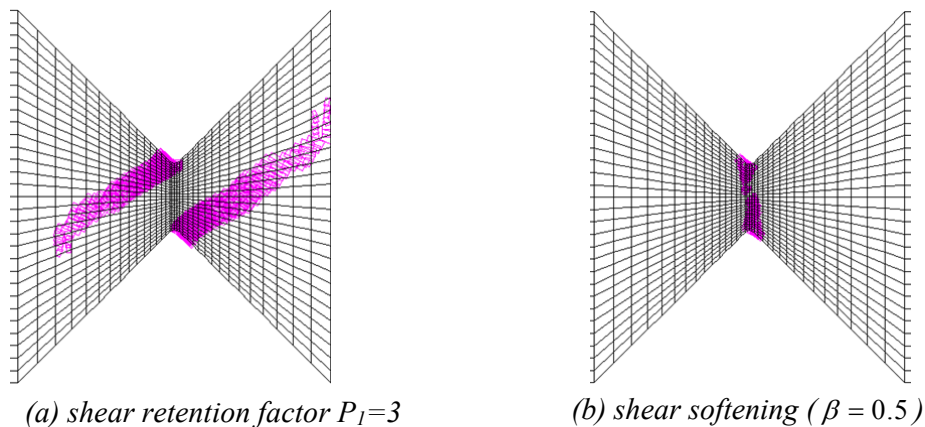 (a) shear retention factor P₁=3
(b) shear softening ( β = 0.5 )